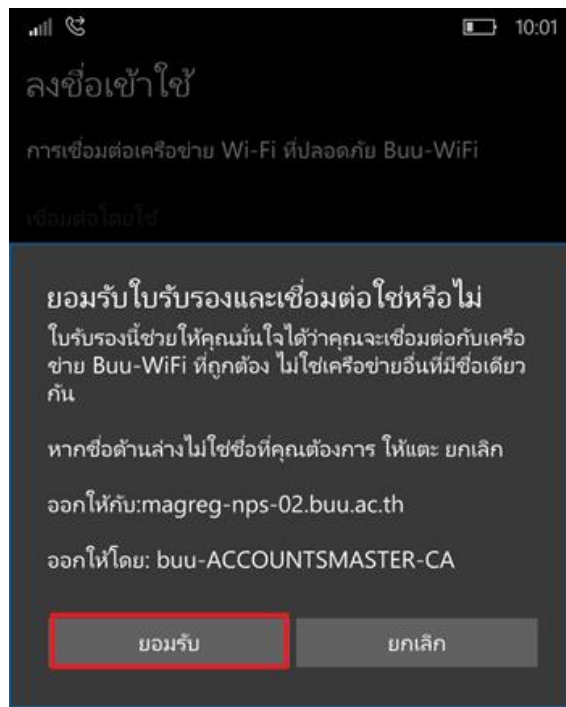 10:01
ลงชื่อเข้าใช้
การเชื่อมต่อเครือข่าย Wi-Fi ที่ปลอดภัย Buu-WiFi
เชื่อมต่อโดยใช้
ยอมรับใบรับรองและเชื่อมต่อใช่หรือไม่
ใบรับรองนี้ช่วยให้คุณมั่นใจได้ว่าคุณจะเชื่อมต่อกับเครือ
ข่าย Buu-WiFi ที่ถูกต้อง ไม่ใช่เครือข่ายอื่นที่มีชื่อเดียว
กัน
หากชื่อด้านล่างไม่ใช่ชื่อที่คุณต้องการ ให้แตะ ยกเลิก
ออกให้กับ:magreg-nps-02.buu.ac.th
ออกให้โดย: buu-ACCOUNTSMASTER-CA
ยอมรับ ยกเลิก